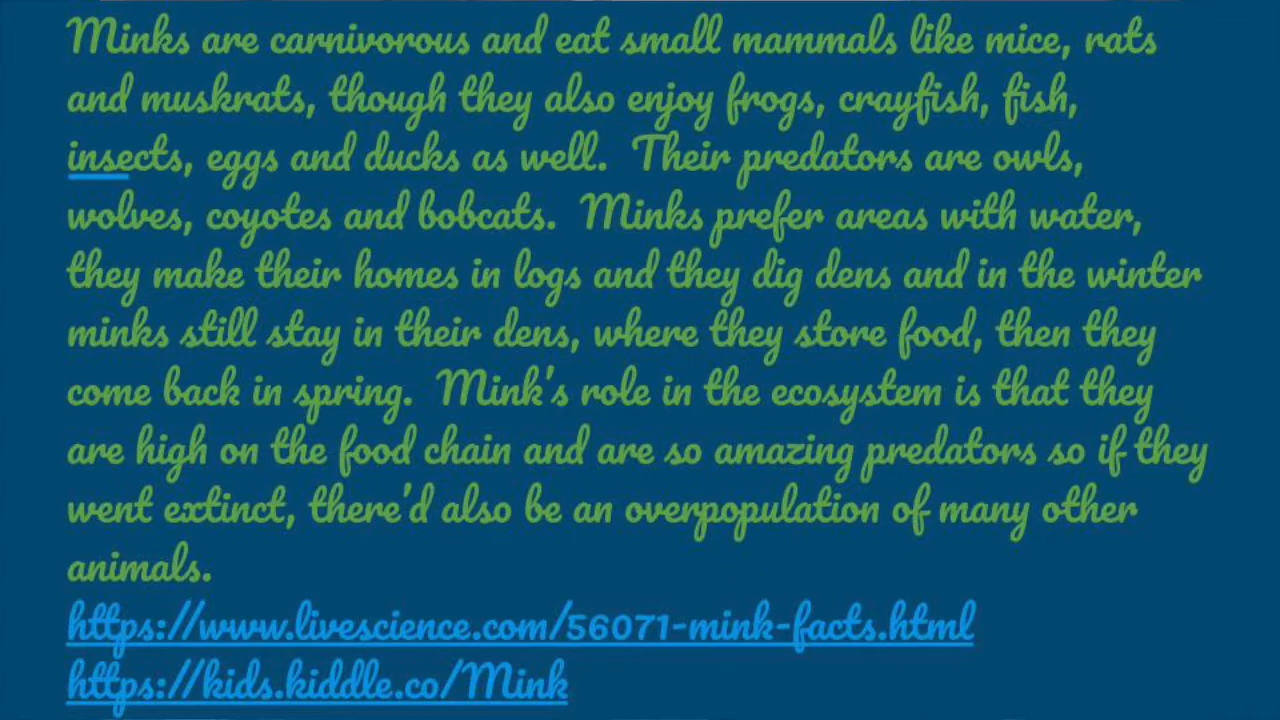 Minks are carnivorous and eat small mammals like mice, rats
and muskrats, though they also enjoy frogs, crayfish, fish,
insects, eggs and ducks as well.  Their predators are owls,
wolves, coyotes and bobcats.  Minks prefer areas with water,
they make their homes in logs and they dig dens and in the winter
minks still stay in their dens, where they store food, then they
come back in spring.  Mink's role in the ecosystem is that they
are high on the food chain and are so amazing predators so if they
went extinct, there'd also be an overpopulation of many other
animals.
https://www.livescience.com/56071-mink-facts.html
https://kids.kiddle.co/Mink